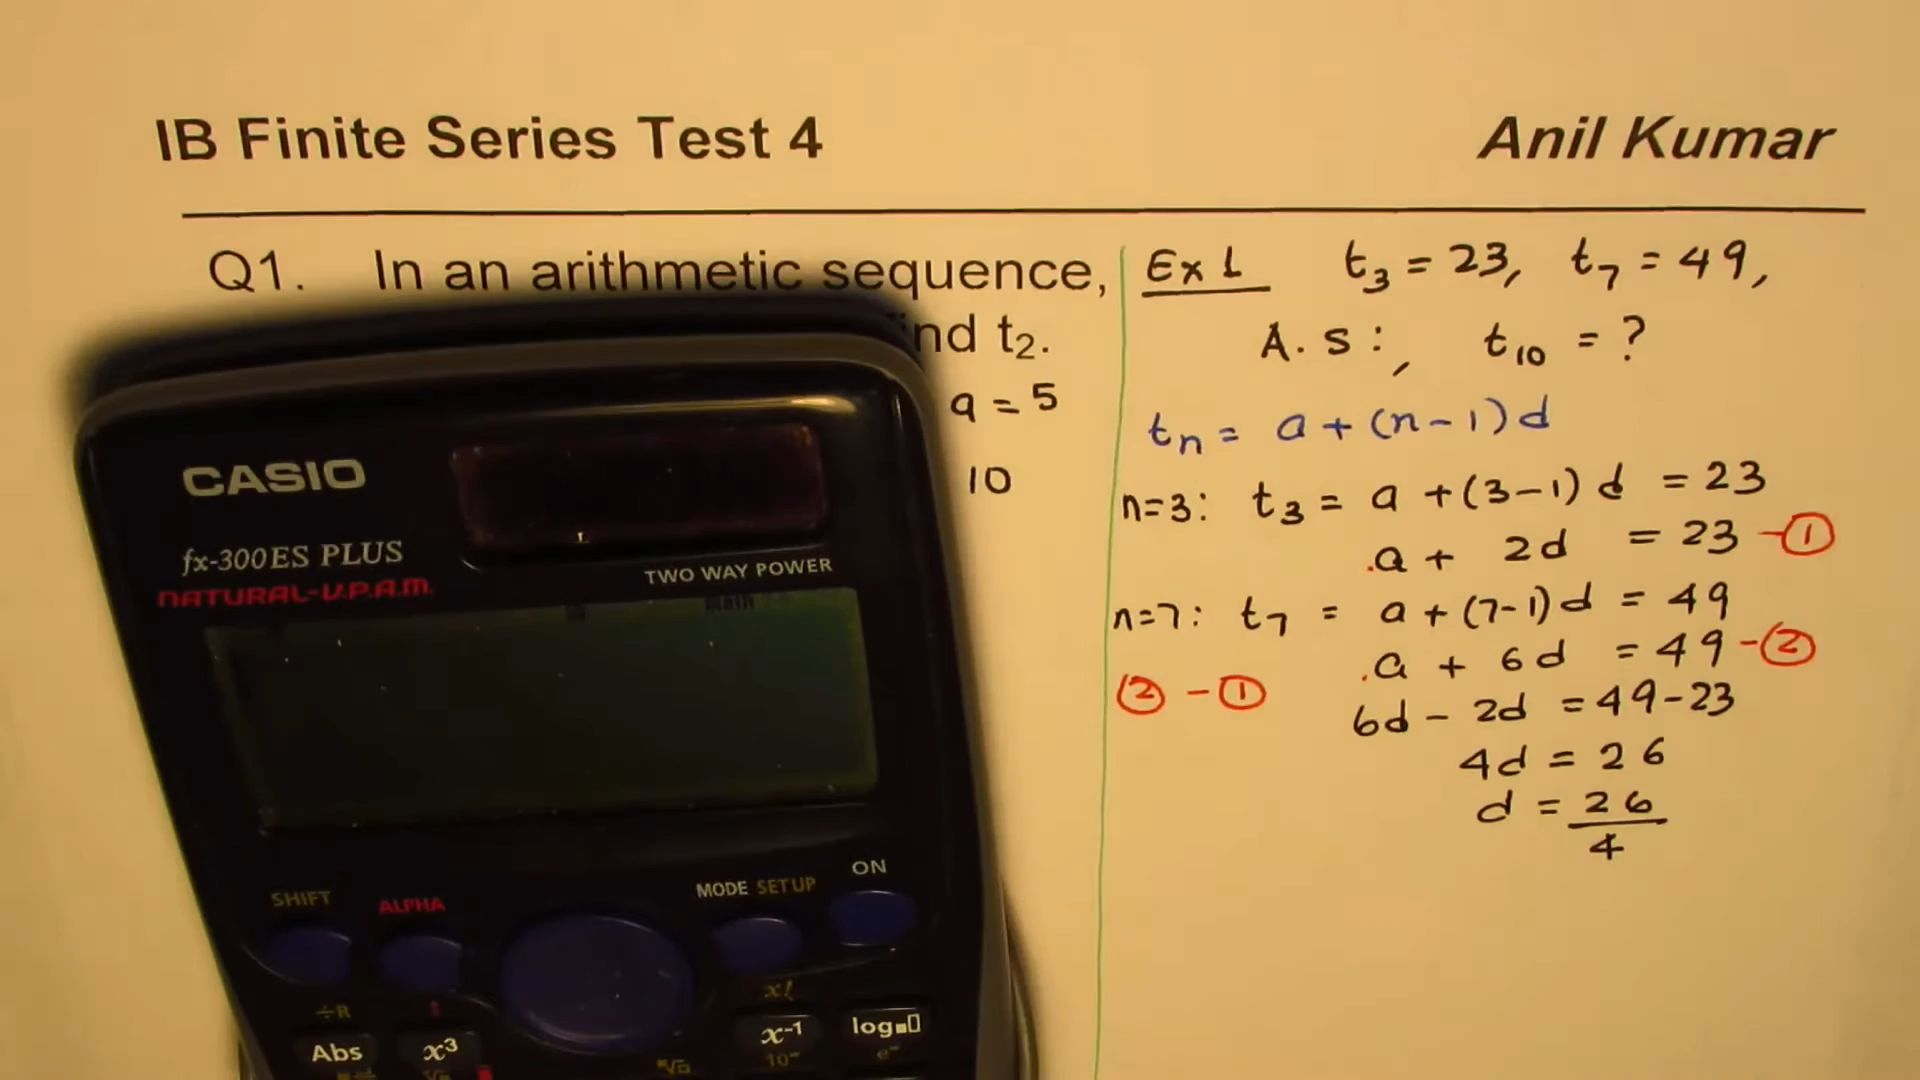 IB Finite Series Test 4
Anil Kumar
Q1. In an arithmetic sequence,
nd t₂.
a = 5
10
Ex 1 t₃ = 23, t₇ = 49,
A.S:, t₁₀ = ?
tₙ = a + (n-1)d
n=3: t₃ = a + (3-1)d = 23
a + 2d = 23 - ①
n=7: t₇ = a + (7-1)d = 49
a + 6d = 49 - ②
② - ①
6d - 2d = 49-23
4d = 26
d = 26/4
CASIO
fx-300ES PLUS
NATURAL-V.P.A.M.
TWO WAY POWER
Math
SHIFT ALPHA MODE SETUP ON
÷R x!
Abs x³ x⁻¹ log